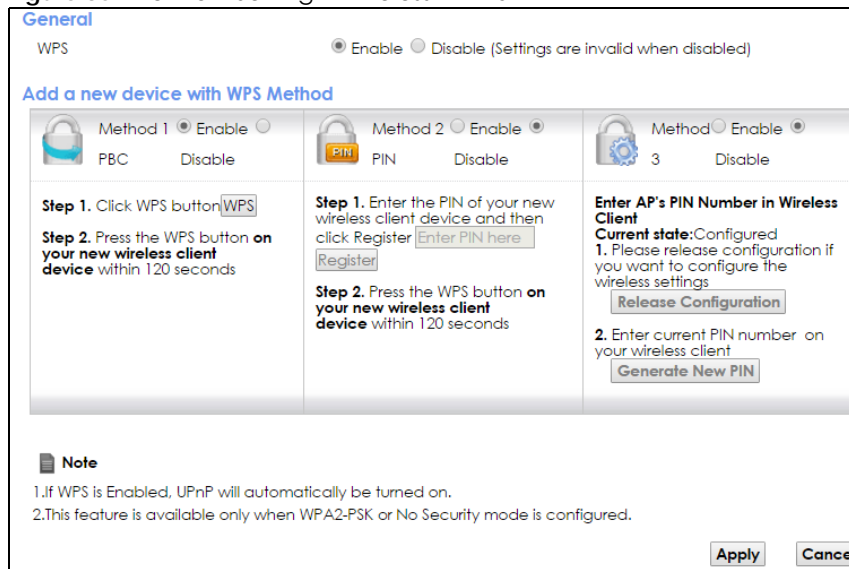 General
WPS Enable Disable (Settings are invalid when disabled)
Add a new device with WPS Method
Method 1 Enable
PBC Disable
Step 1. Click WPS button WPS
Step 2. Press the WPS button on
your new wireless client
device within 120 seconds
PIN
Method 2 Enable
PIN Disable
Step 1. Enter the PIN of your new
wireless client device and then
click Register Enter PIN here
Register
Step 2. Press the WPS button on
your new wireless client
device within 120 seconds
Method Enable
3 Disable
Enter AP's PIN Number in Wireless
Client
Current state:Configured
1. Please release configuration if
you want to configure the
wireless settings
Release Configuration
2. Enter current PIN number on
your wireless client
Generate New PIN
Note
1.If WPS is Enabled, UPnP will automatically be turned on.
2.This feature is available only when WPA2-PSK or No Security mode is configured.
Apply Cance